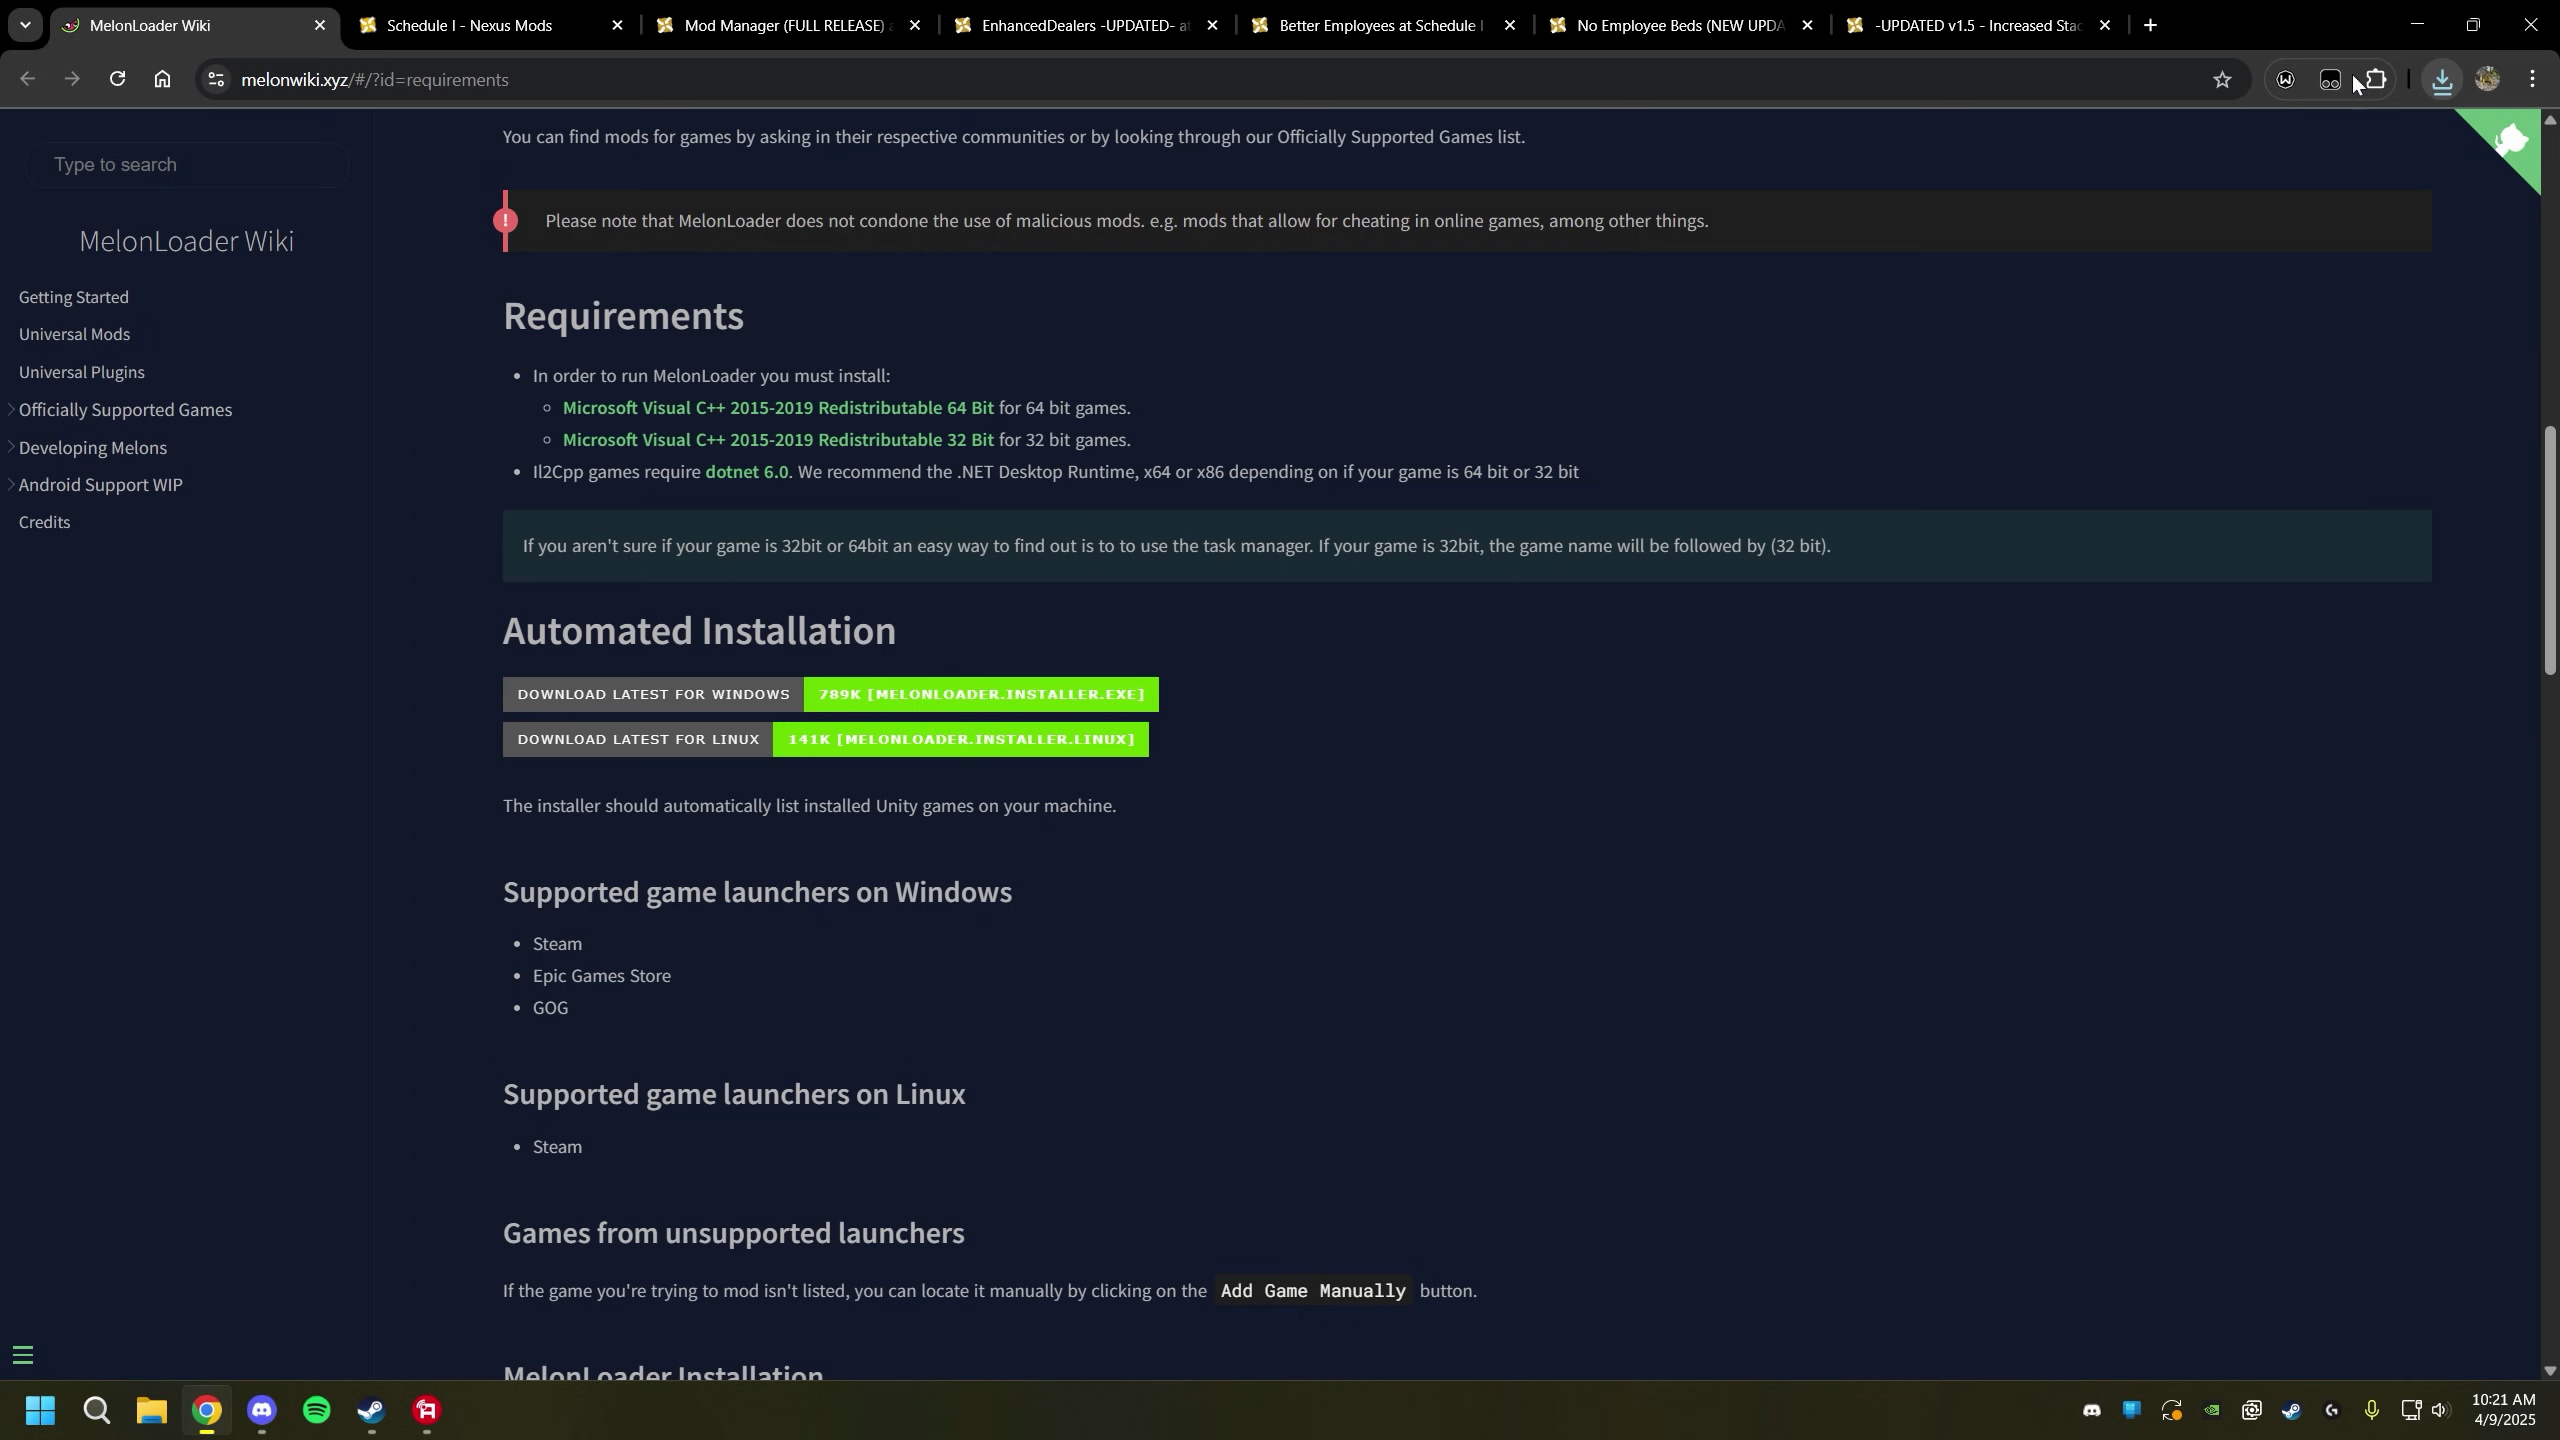 MelonLoader Wiki
Schedule I - Nexus Mods
Mod Manager (FULL RELEASE) a
EnhancedDealers -UPDATED- at
Better Employees at Schedule I
No Employee Beds (NEW UPDA
-UPDATED v1.5 - Increased Stac
melonwiki.xyz/#/?id=requirements
Type to search
MelonLoader Wiki
Getting Started
Universal Mods
Universal Plugins
Officially Supported Games
Developing Melons
Android Support WIP
Credits
You can find mods for games by asking in their respective communities or by looking through our Officially Supported Games list.
! Please note that MelonLoader does not condone the use of malicious mods. e.g. mods that allow for cheating in online games, among other things.
Requirements
In order to run MelonLoader you must install:
Microsoft Visual C++ 2015-2019 Redistributable 64 Bit for 64 bit games.
Microsoft Visual C++ 2015-2019 Redistributable 32 Bit for 32 bit games.
Il2Cpp games require dotnet 6.0. We recommend the .NET Desktop Runtime, x64 or x86 depending on if your game is 64 bit or 32 bit
If you aren't sure if your game is 32bit or 64bit an easy way to find out is to to use the task manager. If your game is 32bit, the game name will be followed by (32 bit).
Automated Installation
DOWNLOAD LATEST FOR WINDOWS 789K [MELONLOADER.INSTALLER.EXE]
DOWNLOAD LATEST FOR LINUX 141K [MELONLOADER.INSTALLER.LINUX]
The installer should automatically list installed Unity games on your machine.
Supported game launchers on Windows
Steam
Epic Games Store
GOG
Supported game launchers on Linux
Steam
Games from unsupported launchers
If the game you're trying to mod isn't listed, you can locate it manually by clicking on the Add Game Manually button.
MelonLoader Installation
10:21 AM
4/9/2025